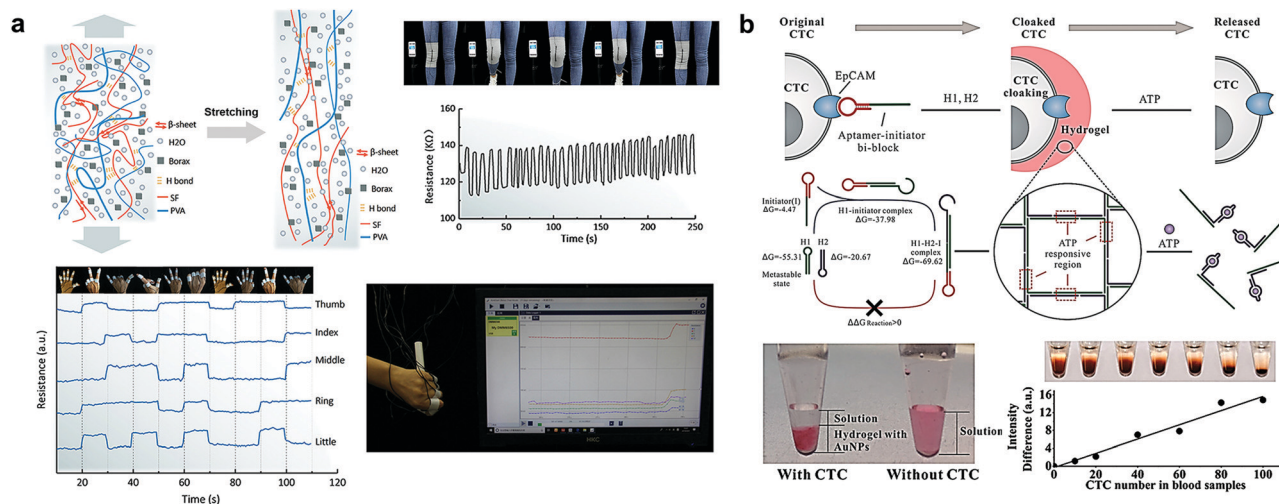 a
Stretching
β-sheet
H2O
Borax
H bond
SF
PVA
β-sheet
H2O
Borax
H bond
SF
PVA
Resistance (KΩ)
160
140
120
100
0
50
100
150
200
250
Time (s)
Resistance (a.u.)
Thumb
Index
Middle
Ring
Little
20
40
60
80
100
120
Time (s)
HKC
b
Original
CTC
Cloaked
CTC
Released
CTC
CTC
EpCAM
H1, H2
Aptamer-initiator
bi-block
CTC
cloaking
Hydrogel
ATP
Initiator(I)
ΔG=-4.47
H1-initiator complex
ΔG=-37.98
H1
H2
ΔG=-55.31
ΔG=-20.67
Metastable
state
H1-H2-I
complex
ΔG=-69.62
ΔΔG Reaction>0
ATP
responsive
region
ATP
Solution
Hydrogel with
AuNPs
Solution
With CTC
Without CTC
Intensity
Difference (a.u.)
16
12
8
4
0
0
20
40
60
80
100
CTC number in blood samples